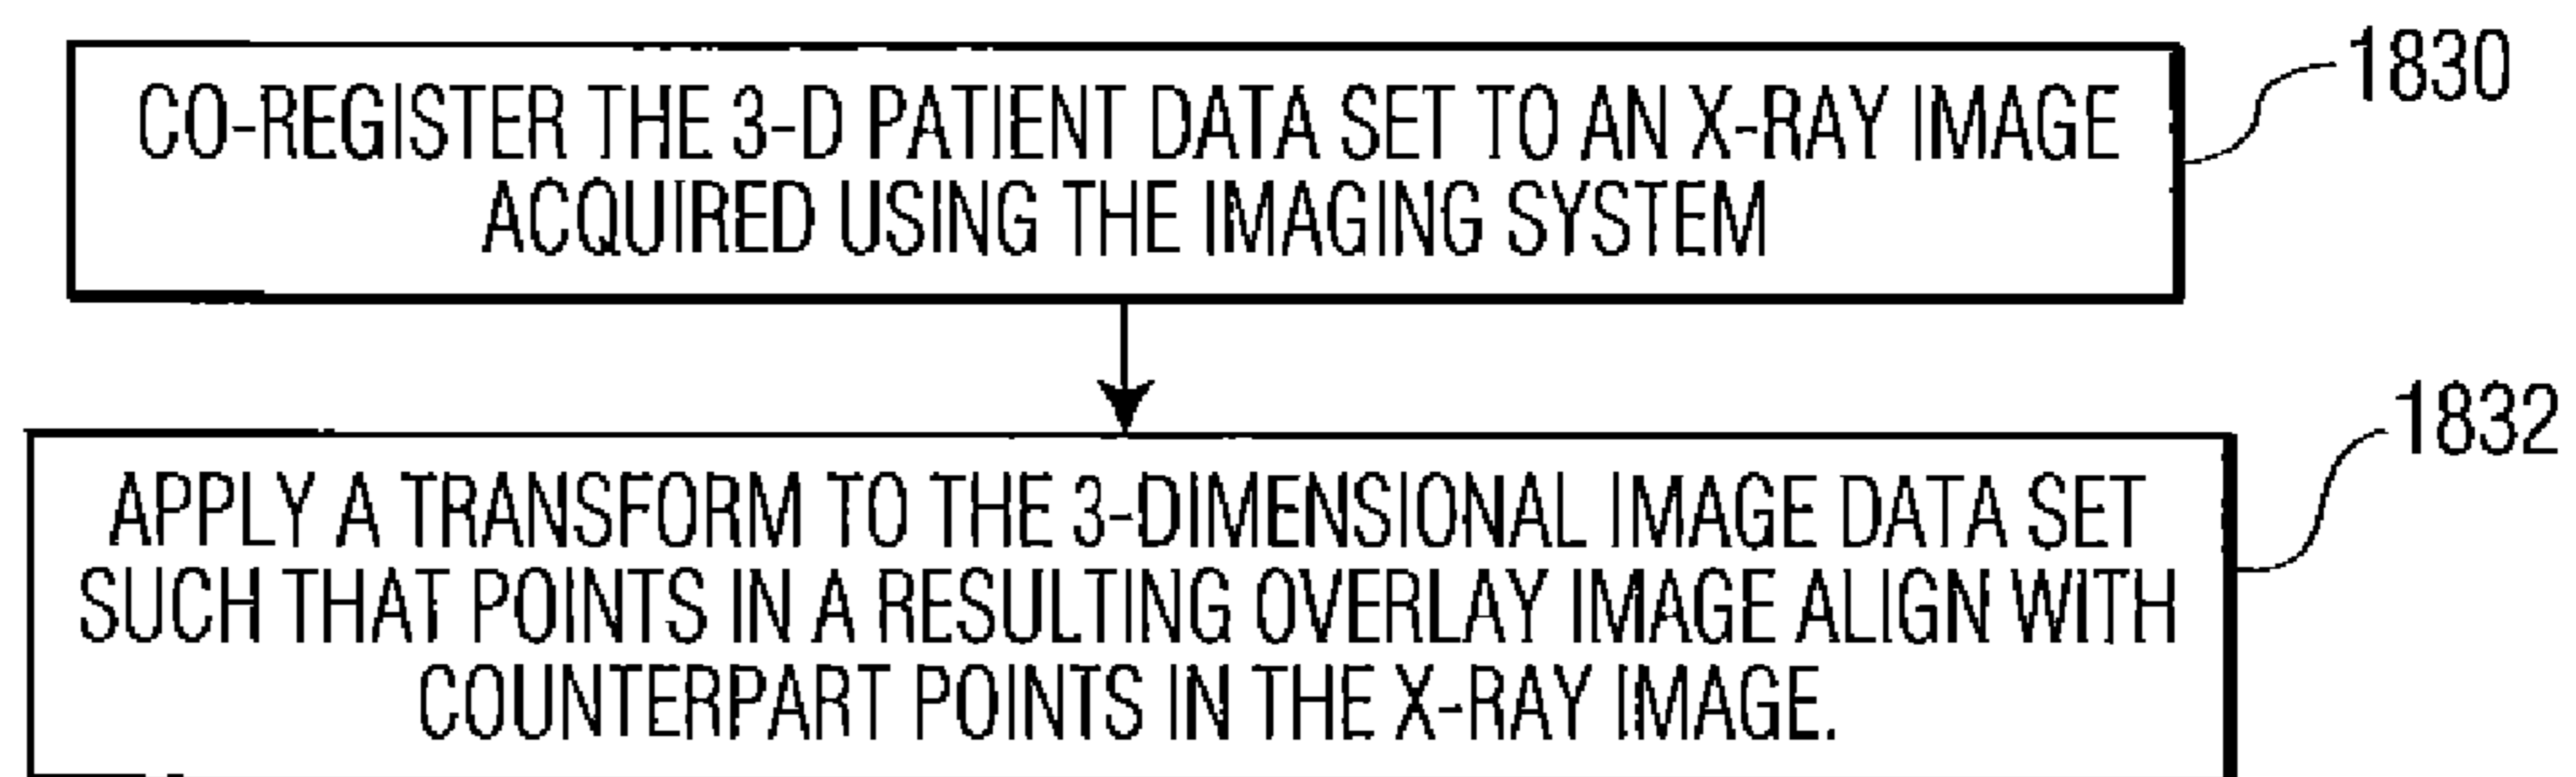 CO-REGISTER THE 3-D PATIENT DATA SET TO AN X-RAY IMAGE
ACQUIRED USING THE IMAGING SYSTEM
1830
APPLY A TRANSFORM TO THE 3-DIMENSIONAL IMAGE DATA SET
SUCH THAT POINTS IN A RESULTING OVERLAY IMAGE ALIGN WITH
COUNTERPART POINTS IN THE X-RAY IMAGE.
1832